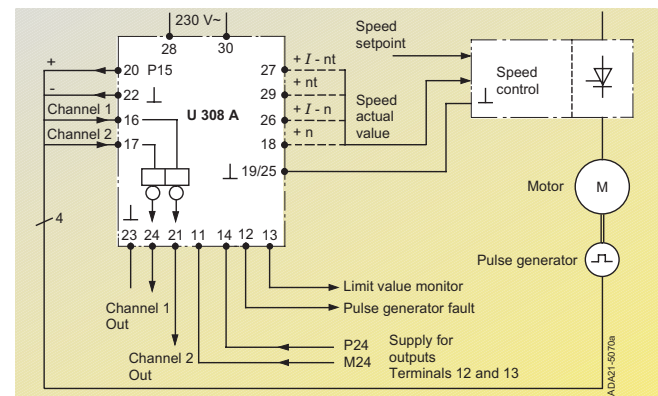 230 V~
28 30
Speed setpoint
+ 20 P15
- 22 ⊥
Channel 1 16
Channel 2 17
U 308 A
27 + I - nt
29 + nt
26 + I - n
18 + n
Speed actual value
⊥ 19/25
Speed control
⊥
Motor M
4
⊥
23 24 21 11 14 12 13
Pulse generator
Limit value monitor
Pulse generator fault
Channel 1 Out
Channel 2 Out
P24
M24
Supply for outputs Terminals 12 and 13
ADA21-5070a